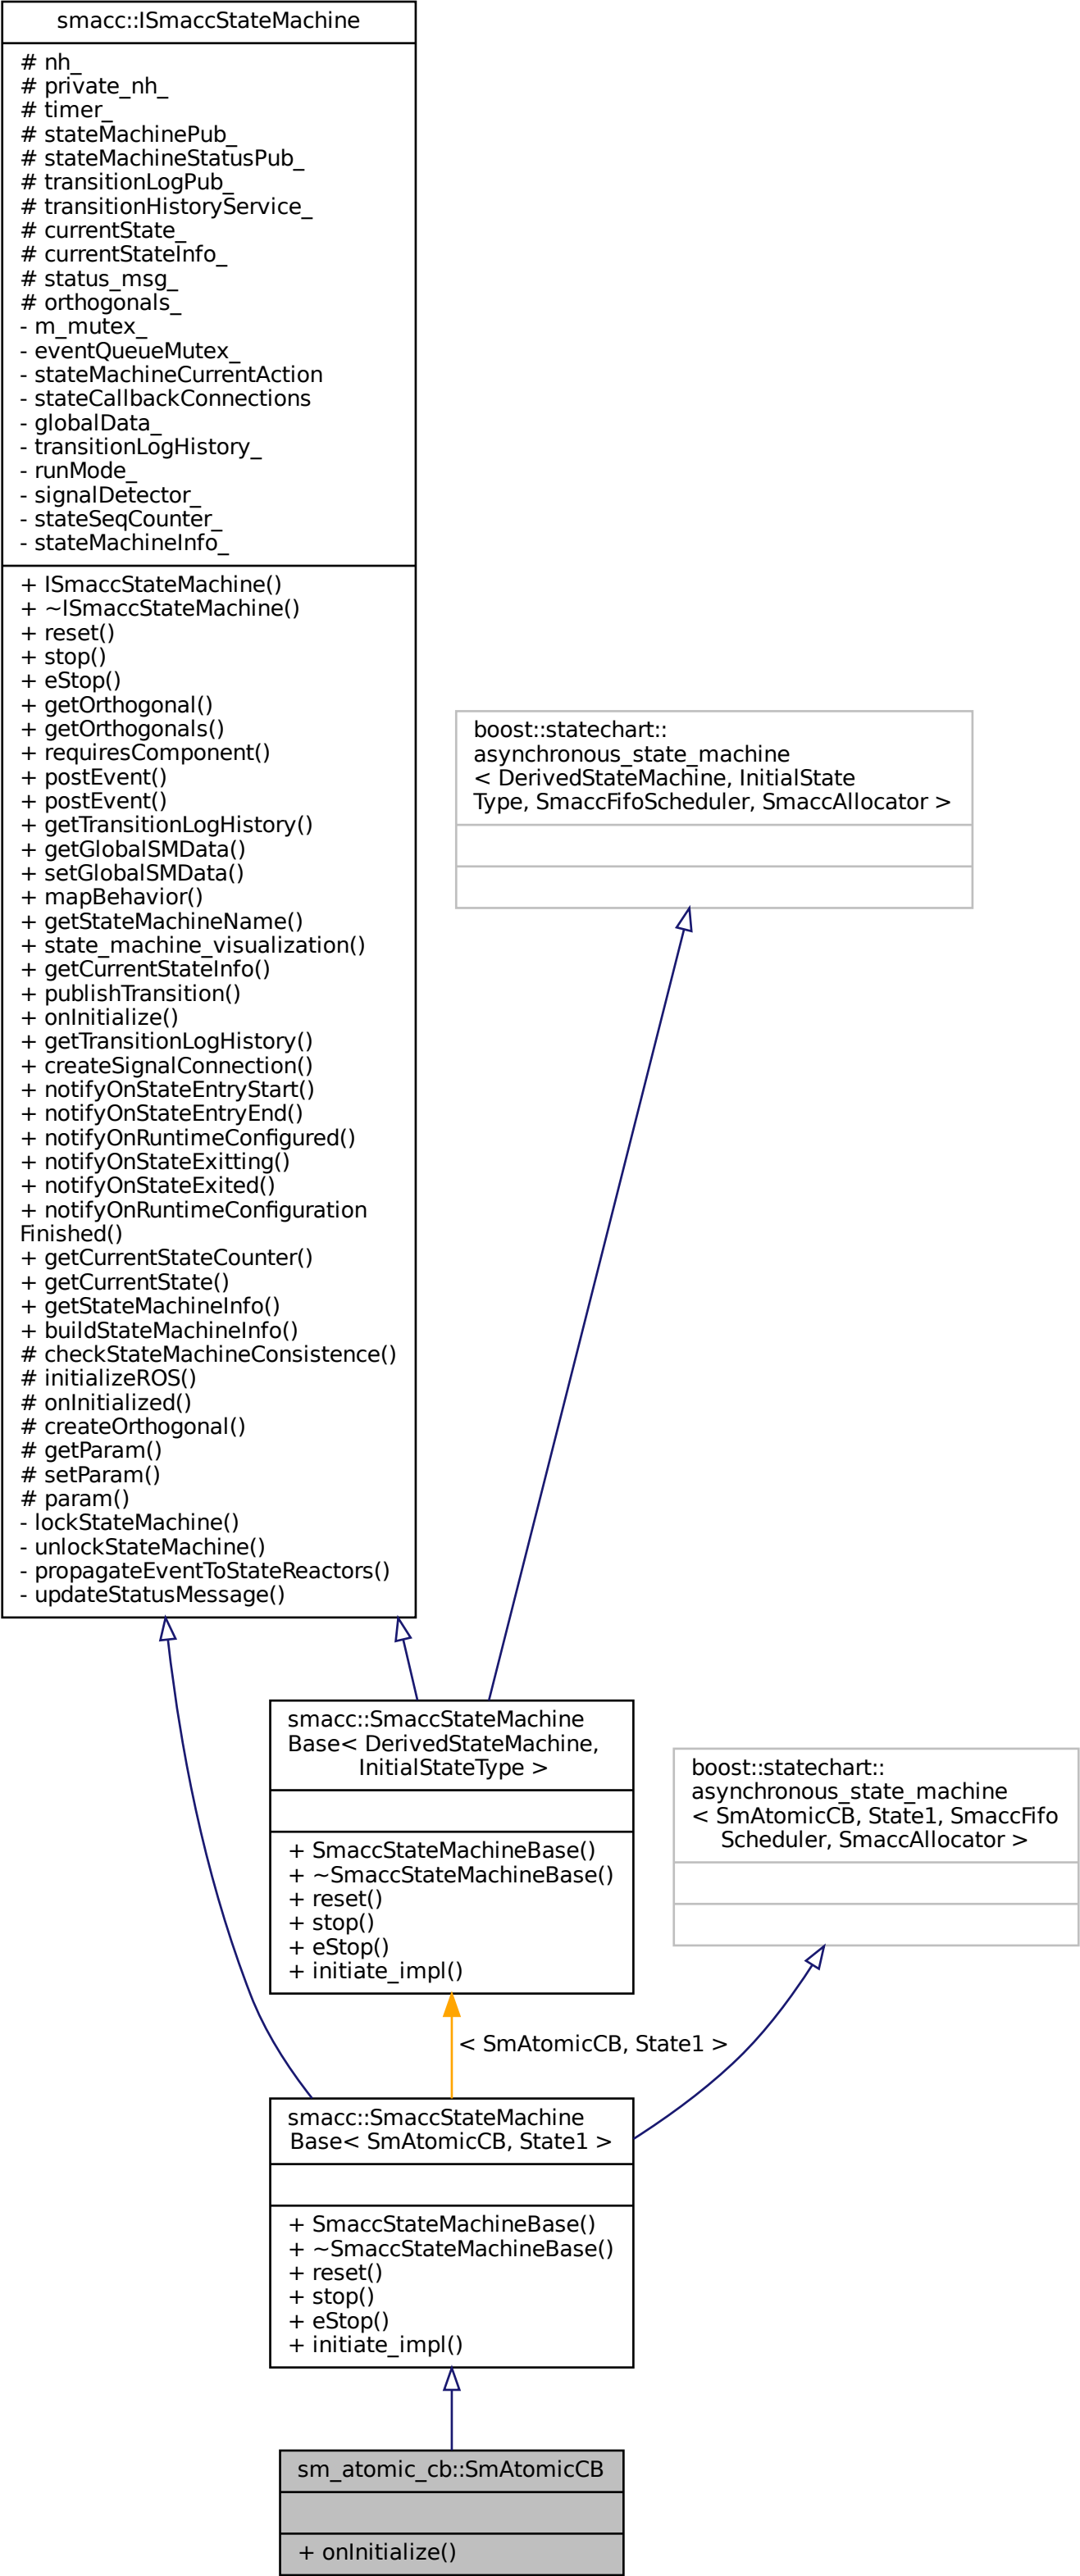 smacc::ISmaccStateMachine
# nh_
# private_nh_
# timer_
# stateMachinePub_
# stateMachineStatusPub_
# transitionLogPub_
# transitionHistoryService_
# currentState_
# currentStateInfo_
# status_msg_
# orthogonals_
- m_mutex_
- eventQueueMutex_
- stateMachineCurrentAction
- stateCallbackConnections
- globalData_
- transitionLogHistory_
- runMode_
- signalDetector_
- stateSeqCounter_
- stateMachineInfo_
+ ISmaccStateMachine()
+ ~ISmaccStateMachine()
+ reset()
+ stop()
+ eStop()
+ getOrthogonal()
+ getOrthogonals()
+ requiresComponent()
+ postEvent()
+ postEvent()
+ getTransitionLogHistory()
+ getGlobalSMData()
+ setGlobalSMData()
+ mapBehavior()
+ getStateMachineName()
+ state_machine_visualization()
+ getCurrentStateInfo()
+ publishTransition()
+ onInitialize()
+ getTransitionLogHistory()
+ createSignalConnection()
+ notifyOnStateEntryStart()
+ notifyOnStateEntryEnd()
+ notifyOnRuntimeConfigured()
+ notifyOnStateExitting()
+ notifyOnStateExited()
+ notifyOnRuntimeConfiguration
Finished()
+ getCurrentStateCounter()
+ getCurrentState()
+ getStateMachineInfo()
+ buildStateMachineInfo()
# checkStateMachineConsistence()
# initializeROS()
# onInitialized()
# createOrthogonal()
# getParam()
# setParam()
# param()
- lockStateMachine()
- unlockStateMachine()
- propagateEventToStateReactors()
- updateStatusMessage()
boost::statechart::
asynchronous_state_machine
< DerivedStateMachine, InitialState
Type, SmaccFifoScheduler, SmaccAllocator >
smacc::SmaccStateMachine
Base< DerivedStateMachine,
InitialStateType >
+ SmaccStateMachineBase()
+ ~SmaccStateMachineBase()
+ reset()
+ stop()
+ eStop()
+ initiate_impl()
boost::statechart::
asynchronous_state_machine
< SmAtomicCB, State1, SmaccFifo
Scheduler, SmaccAllocator >
< SmAtomicCB, State1 >
smacc::SmaccStateMachine
Base< SmAtomicCB, State1 >
+ SmaccStateMachineBase()
+ ~SmaccStateMachineBase()
+ reset()
+ stop()
+ eStop()
+ initiate_impl()
sm_atomic_cb::SmAtomicCB
+ onInitialize()